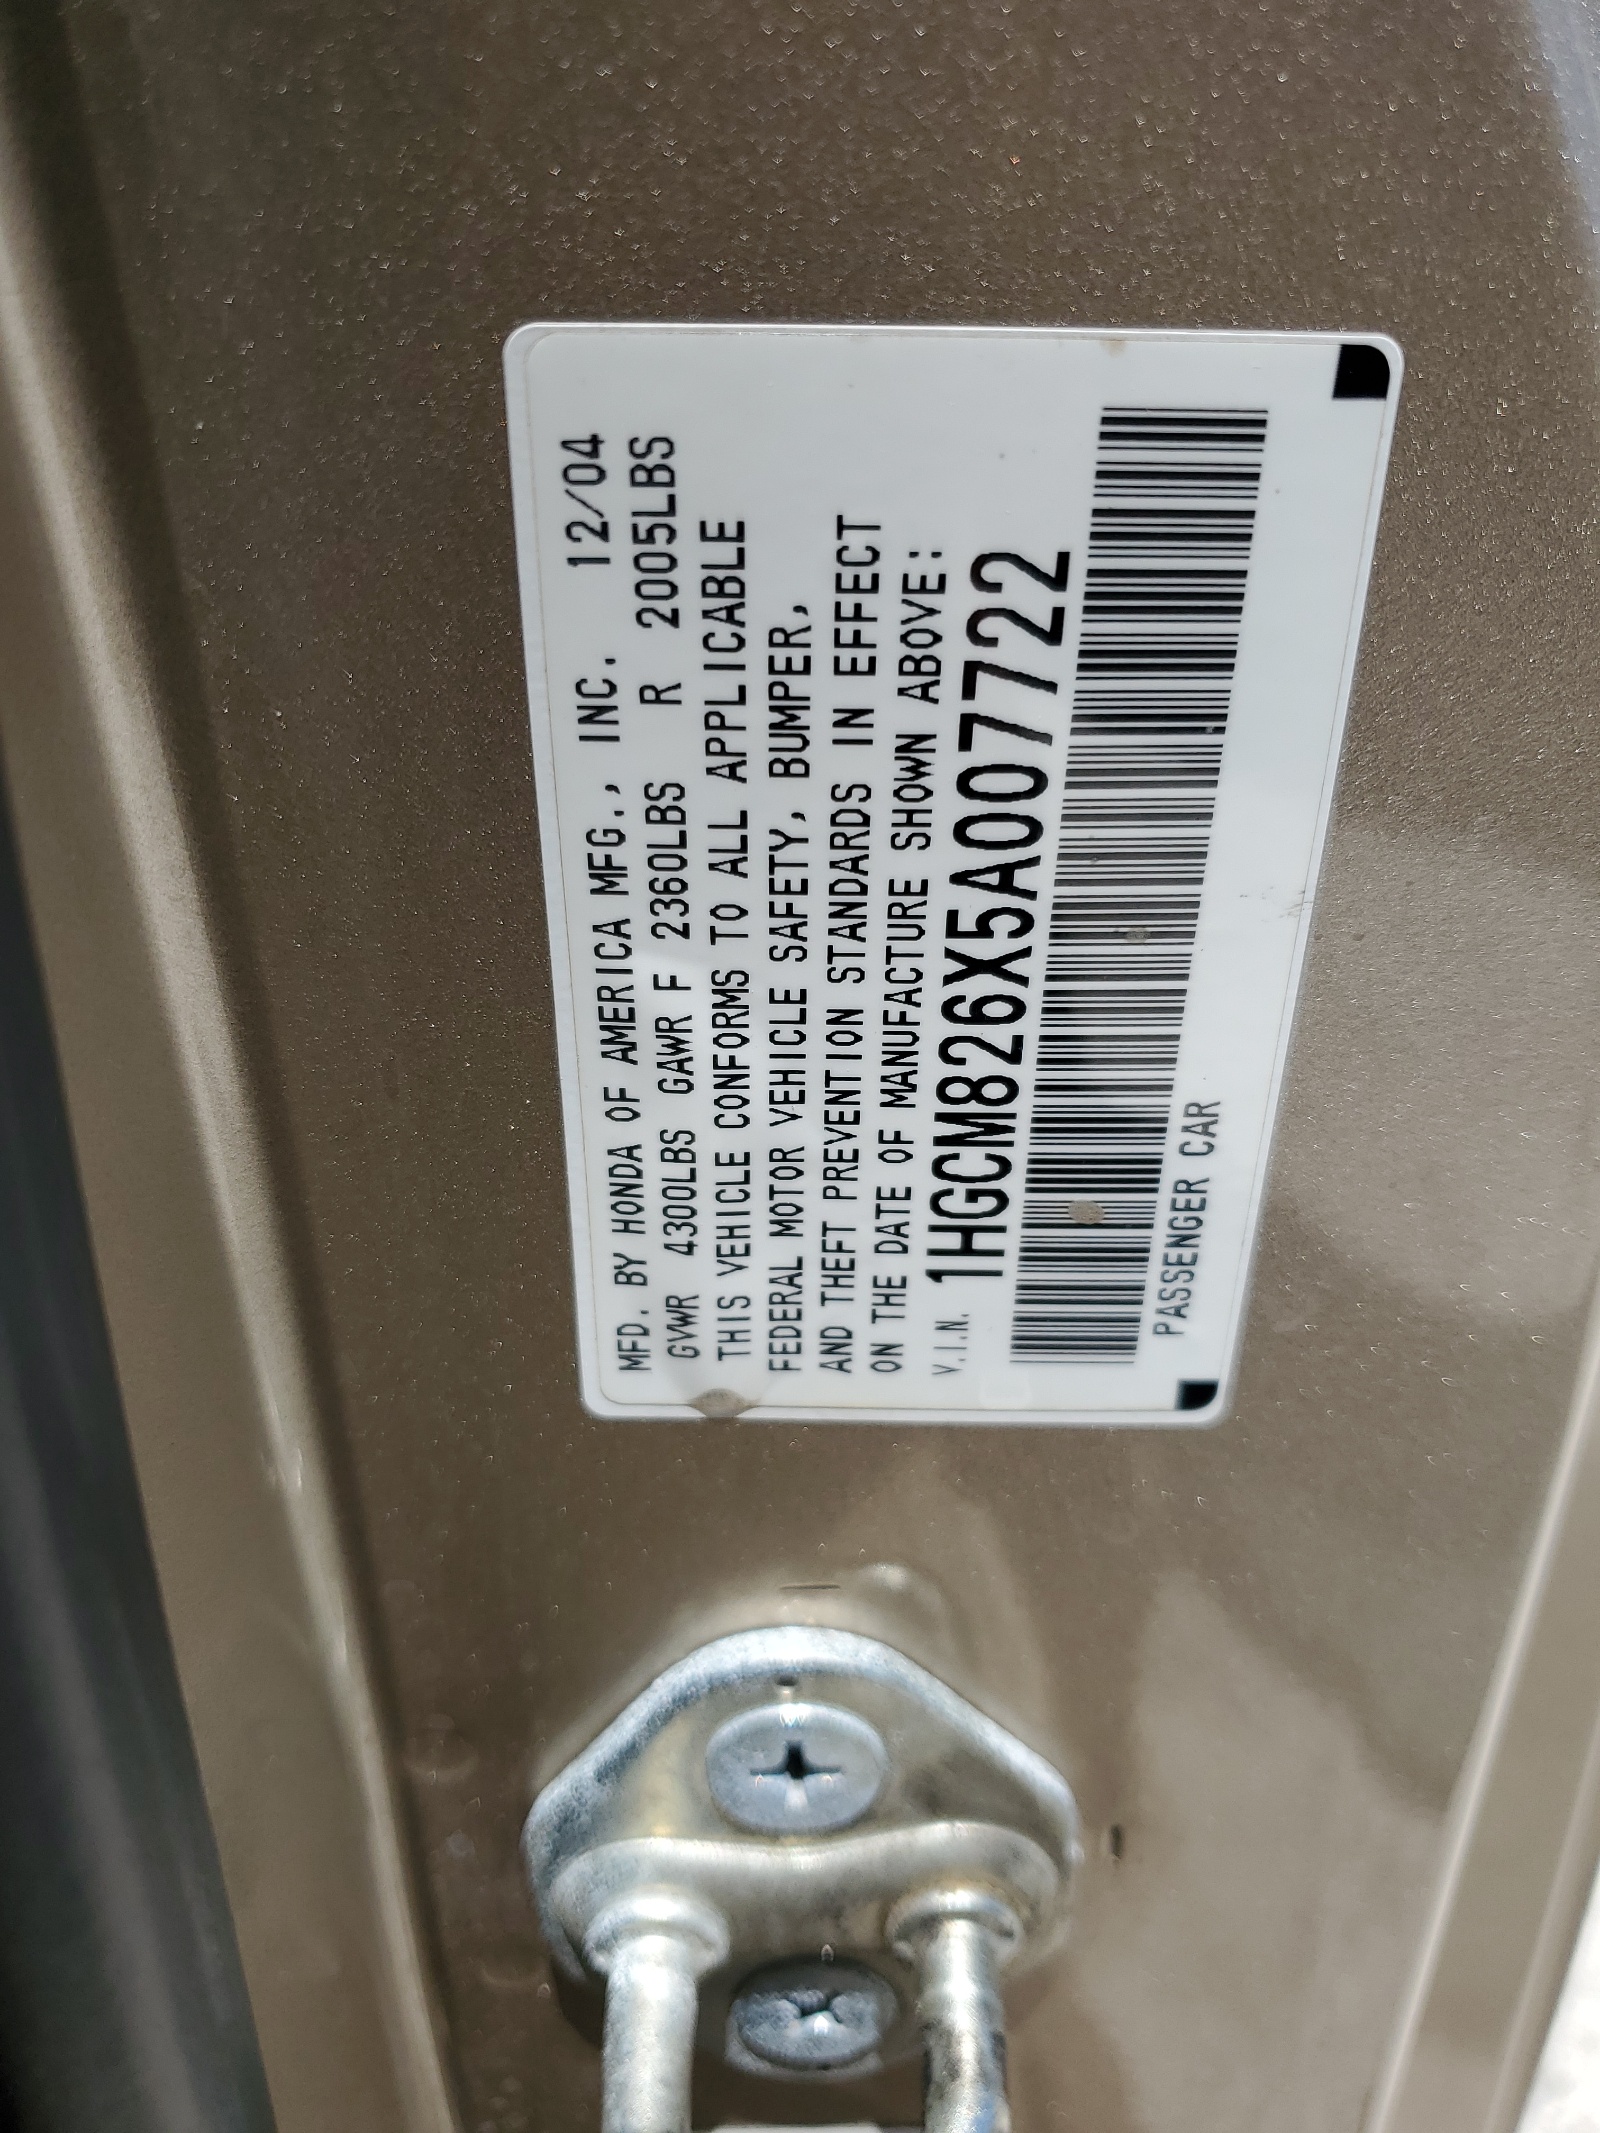 MFD. BY HONDA OF AMERICA MFG., INC. 12/04
GVWR 4300LBS GAWR F 2360LBS R 2005LBS
THIS VEHICLE CONFORMS TO ALL APPLICABLE
FEDERAL MOTOR VEHICLE SAFETY, BUMPER,
AND THEFT PREVENTION STANDARDS IN EFFECT
ON THE DATE OF MANUFACTURE SHOWN ABOVE:
V.I.N. 1HGCM826X5A007722
PASSENGER CAR